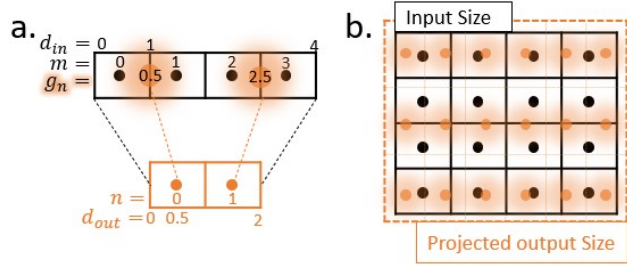 a.
d_in = 0 1 4
m = 0 1 2 3
g_n = 0.5 2.5
n = 0 1
d_out = 0 0.5 2
b.
Input Size
Projected output Size